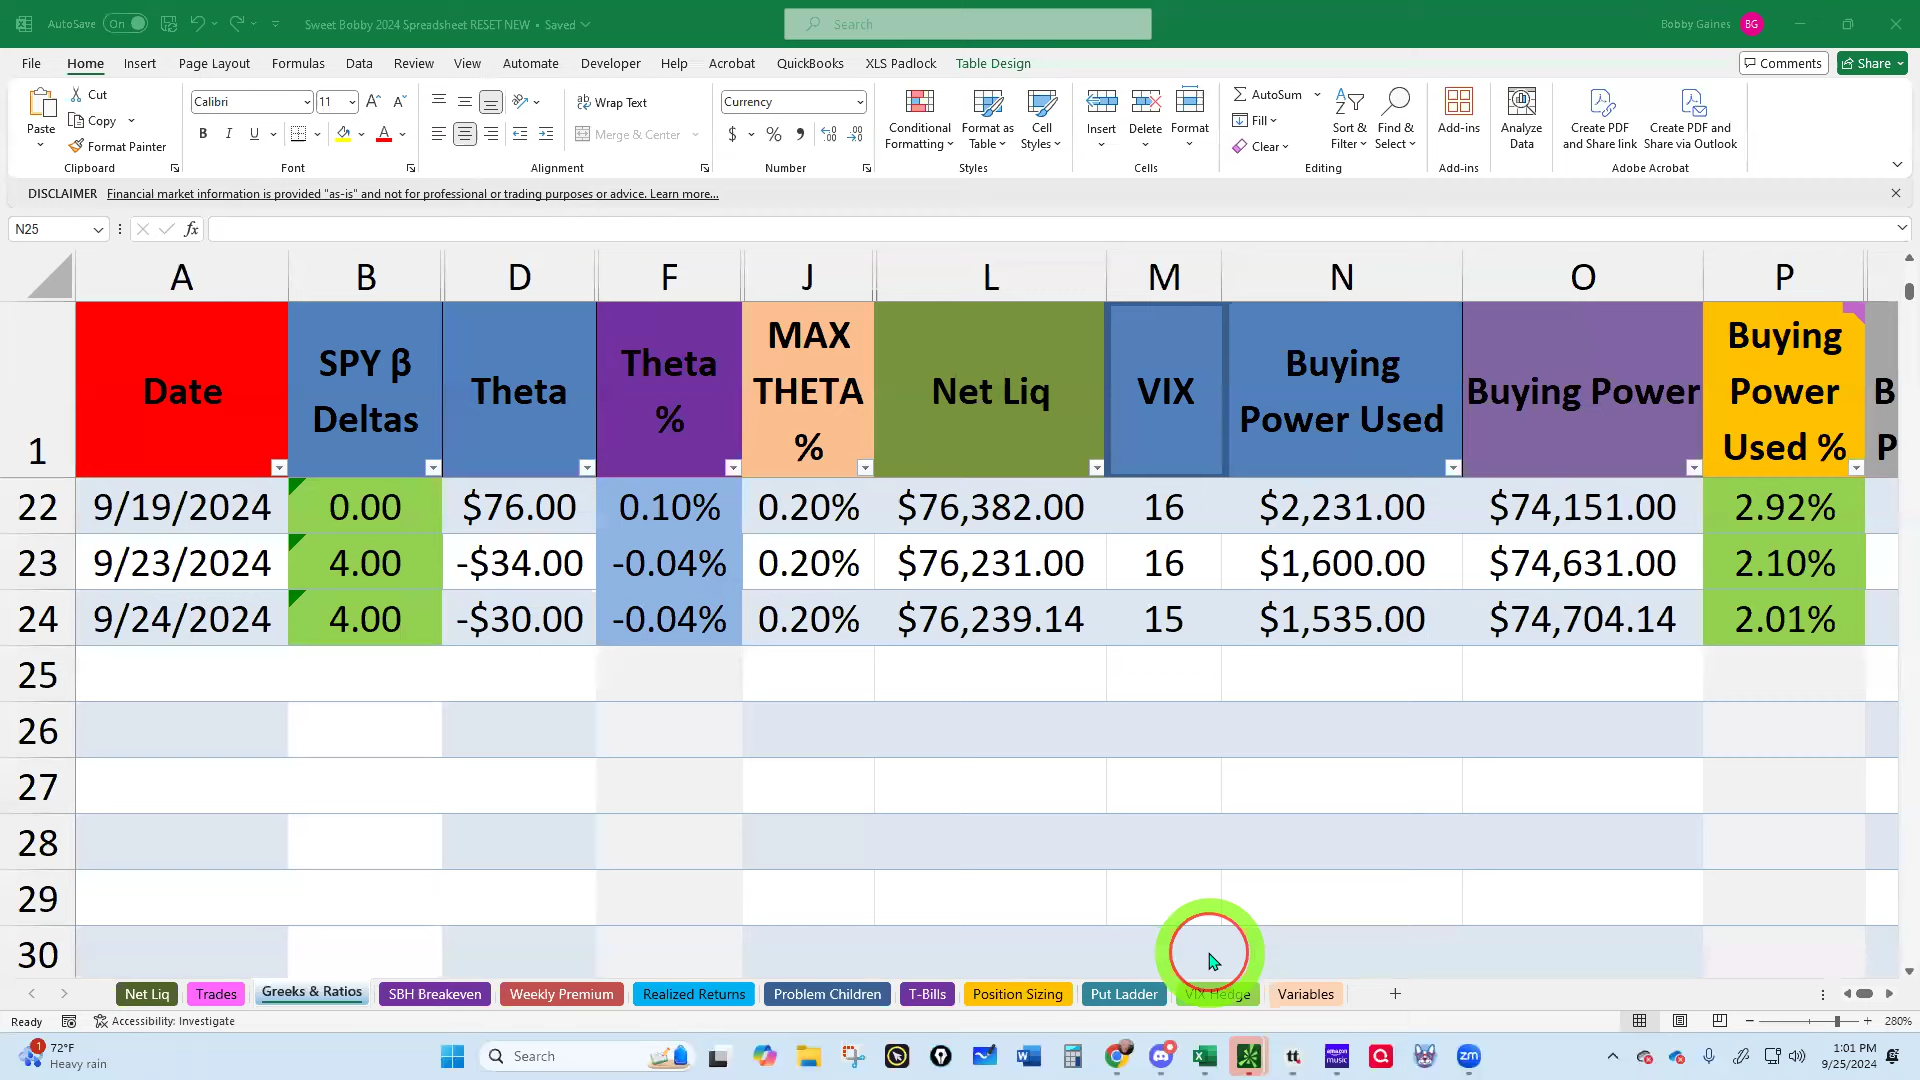 AutoSave On Sweet Bobby 2024 Spreadsheet RESET NEW • Saved Search Bobby Gaines BG
File Home Insert Page Layout Formulas Data Review View Automate Developer Help Acrobat QuickBooks XLS Padlock Table Design Comments Share
Cut Calibri 11 Wrap Text Currency AutoSum
Paste Copy Fill
Format Painter B I U Merge & Center $ % Clear
Conditional Formatting Format as Table Cell Styles Insert Delete Format Sort & Filter Find & Select Add-ins Analyze Data Create PDF and Share link Create PDF and Share via Outlook
Clipboard Font Alignment Number Styles Cells Editing Add-ins Adobe Acrobat
DISCLAIMER Financial market information is provided "as-is" and not for professional or trading purposes or advice. Learn more...
N25 fx
A B D F J L M N O P
1 Date SPY β Deltas Theta Theta % MAX THETA % Net Liq VIX Buying Power Used Buying Power Buying Power Used % B P
22 9/19/2024 0.00 $76.00 0.10% 0.20% $76,382.00 16 $2,231.00 $74,151.00 2.92%
23 9/23/2024 4.00 -$34.00 -0.04% 0.20% $76,231.00 16 $1,600.00 $74,631.00 2.10%
24 9/24/2024 4.00 -$30.00 -0.04% 0.20% $76,239.14 15 $1,535.00 $74,704.14 2.01%
25
26
27
28
29
30
Net Liq Trades Greeks & Ratios SBH Breakeven Weekly Premium Realized Returns Problem Children T-Bills Position Sizing Put Ladder VIX Hedge Variables
Ready Accessibility: Investigate 280%
1 72°F Search tt amazon music zm 1:01 PM
Heavy rain 9/25/2024